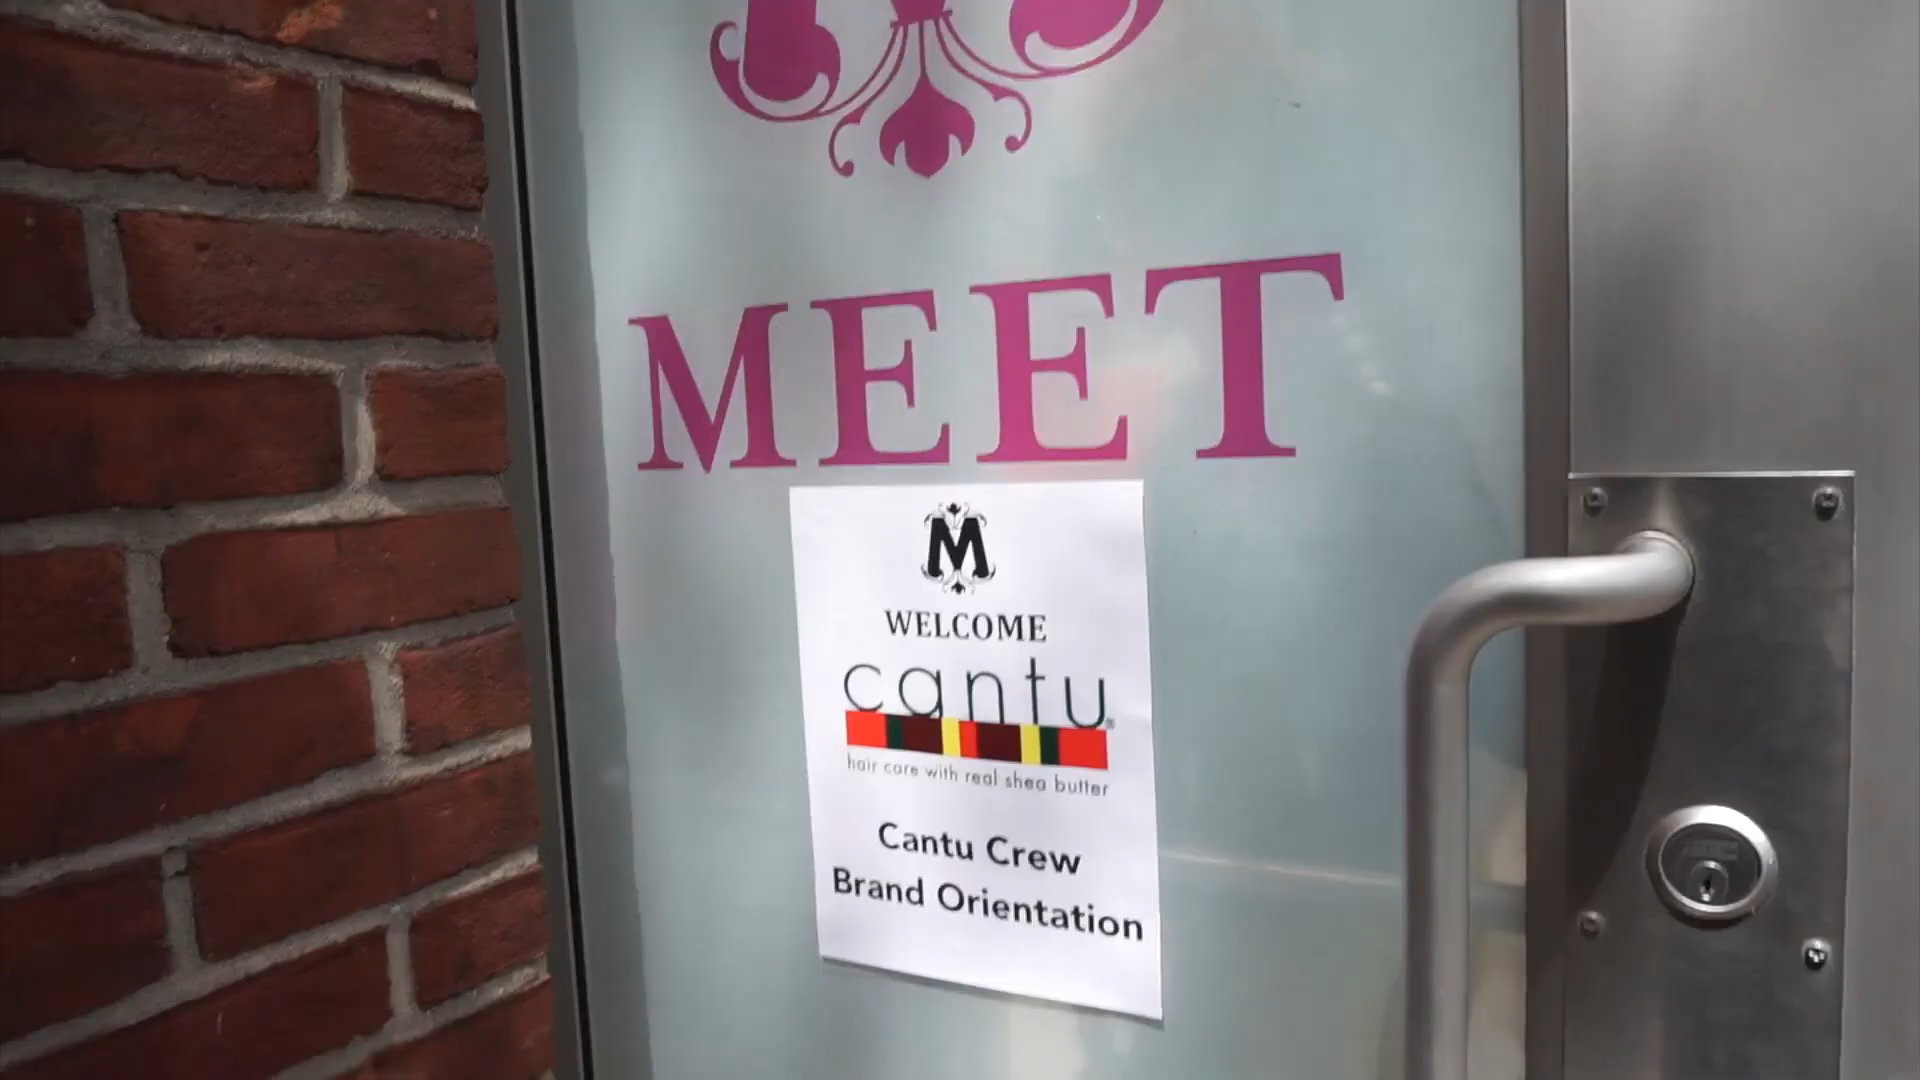 MEET
M
WELCOME
cantu®
hair care with real shea butter
Cantu Crew
Brand Orientation